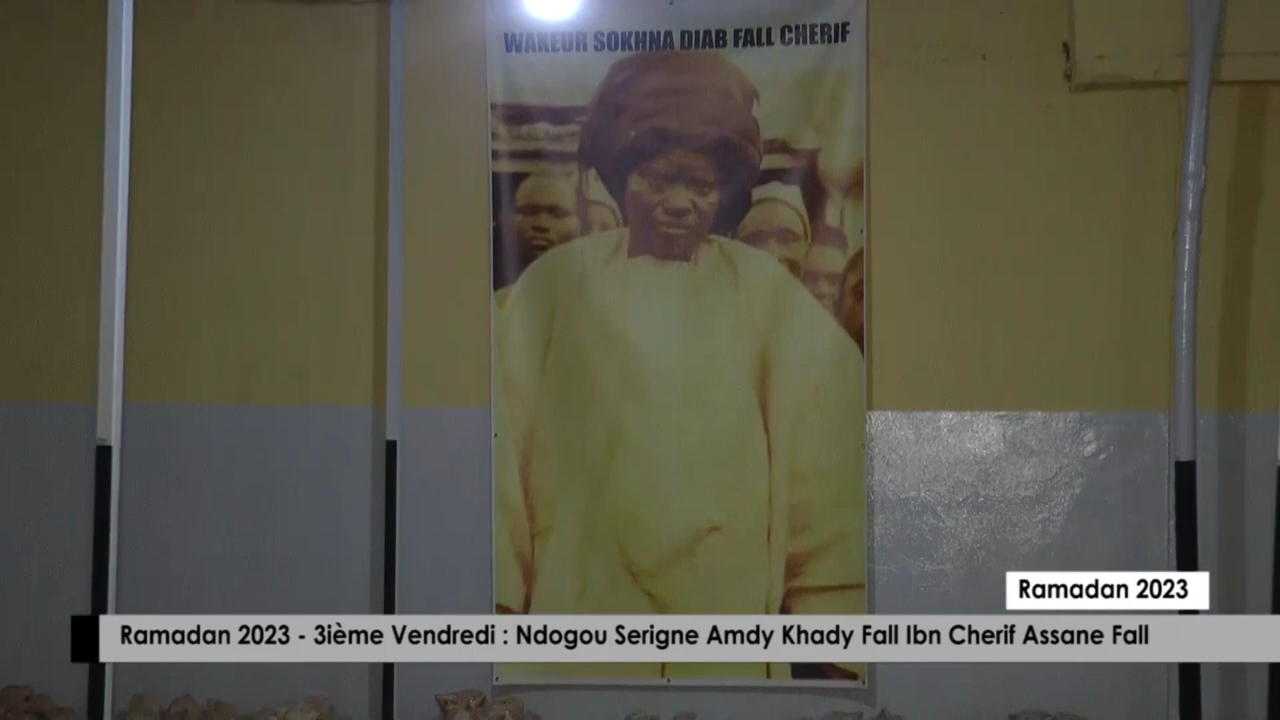 WAKEUR SOKHNA DIAB FALL CHERIF
Ramadan 2023
Ramadan 2023 - 3ième Vendredi : Ndogou Serigne Amdy Khady Fall Ibn Cherif Assane Fall